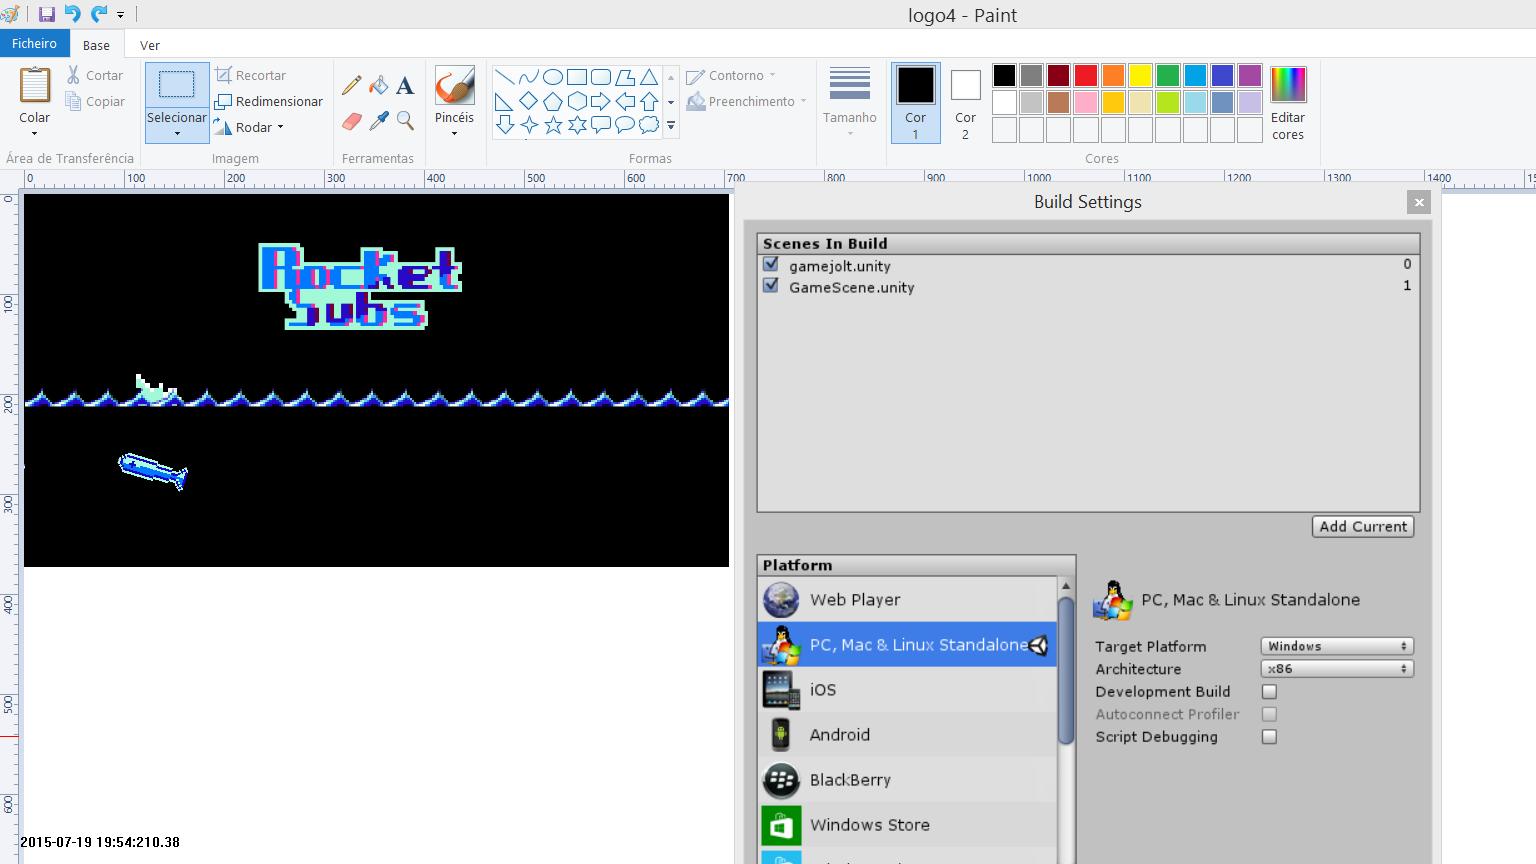 logo4 - Paint
Ficheiro Base Ver
Colar
Cortar
Copiar
Área de Transferência
Selecionar
Recortar
Redimensionar
Rodar
Imagem
A
Ferramentas
Pincéis
Contorno
Preenchimento
Formas
Tamanho
Cor 1
Cor 2
Editar cores
Cores
0 100 200 300 400 500 600 700 800 900 1000 1100 1200 1300 1400
0
100
200
300
400
500
600
Rocket
Subs
Build Settings
Scenes In Build
gamejolt.unity 0
GameScene.unity 1
Add Current
Platform
Web Player
PC, Mac & Linux Standalone
iOS
Android
BlackBerry
Windows Store
PC, Mac & Linux Standalone
Target Platform Windows
Architecture x86
Development Build
Autoconnect Profiler
Script Debugging
2015-07-19 19:54:210.38